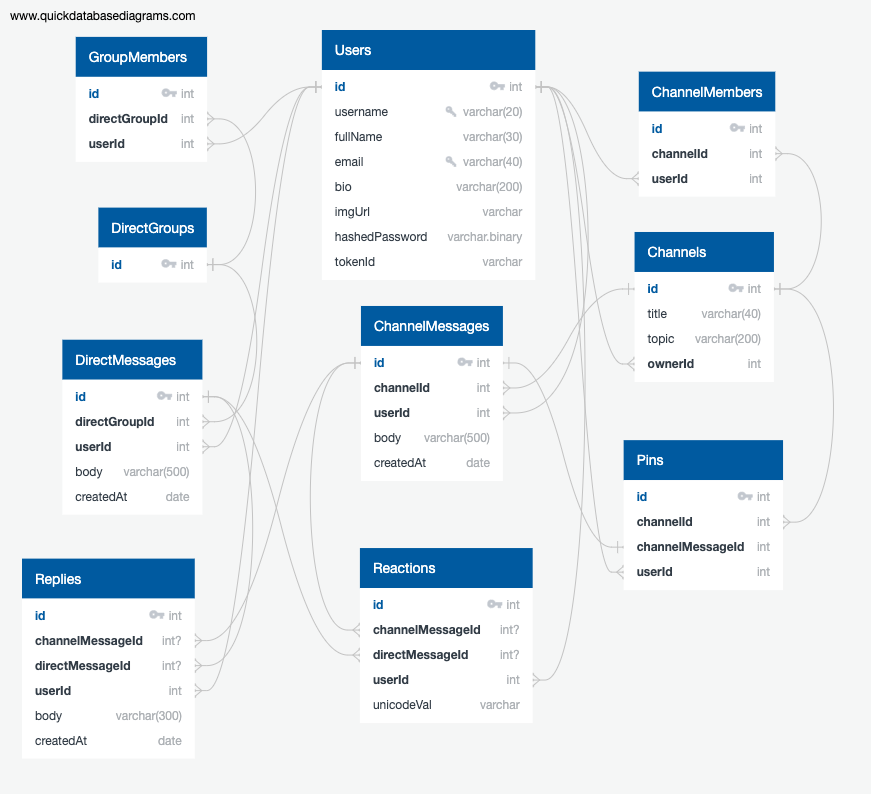 www.quickdatabasediagrams.com
GroupMembers
id int
directGroupId int
userId int
DirectGroups
id int
DirectMessages
id int
directGroupId int
userId int
body varchar(500)
createdAt date
Replies
id int
channelMessageId int?
directMessageId int?
userId int
body varchar(300)
createdAt date
Users
id int
username varchar(20)
fullName varchar(30)
email varchar(40)
bio varchar(200)
imgUrl varchar
hashedPassword varchar.binary
tokenId varchar
ChannelMessages
id int
channelId int
userId int
body varchar(500)
createdAt date
Reactions
id int
channelMessageId int?
directMessageId int?
userId int
unicodeVal varchar
ChannelMembers
id int
channelId int
userId int
Channels
id int
title varchar(40)
topic varchar(200)
ownerId int
Pins
id int
channelId int
channelMessageId int
userId int